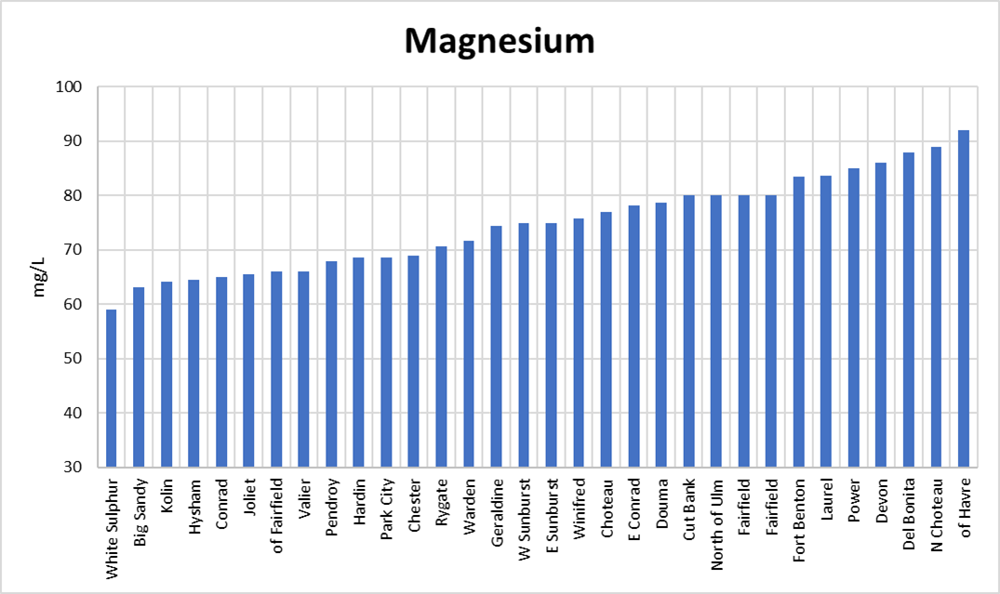 Magnesium
100
90
80
70
60
50
40
30
mg/L
White Sulphur
Big Sandy
Kolin
Hysham
Conrad
Joliet
of Fairfield
Valier
Pendroy
Hardin
Park City
Chester
Rygate
Warden
Geraldine
W Sunburst
E Sunburst
Winifred
Choteau
E Conrad
Douma
Cut Bank
North of Ulm
Fairfield
Fairfield
Fort Benton
Laurel
Power
Devon
Del Bonita
N Choteau
of Havre